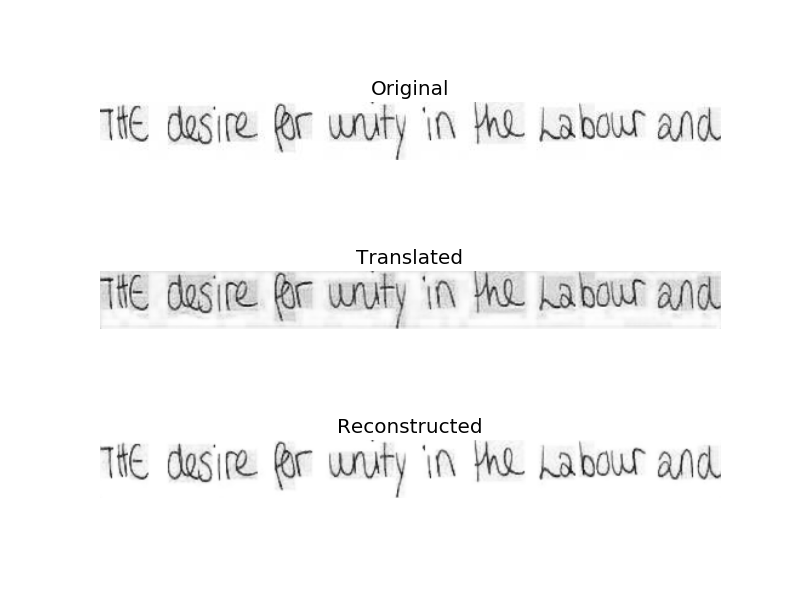 Original
THE desire for unity in the Labour and
Translated
THE desire for unity in the Labour and
Reconstructed
THE desire for unity in the Labour and